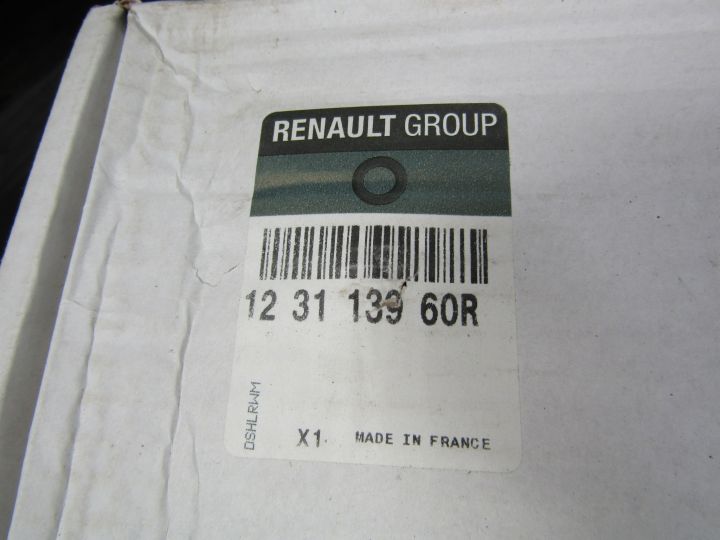 RENAULT GROUP
12 31 139 60R
DSHLRWM
X1 MADE IN FRANCE